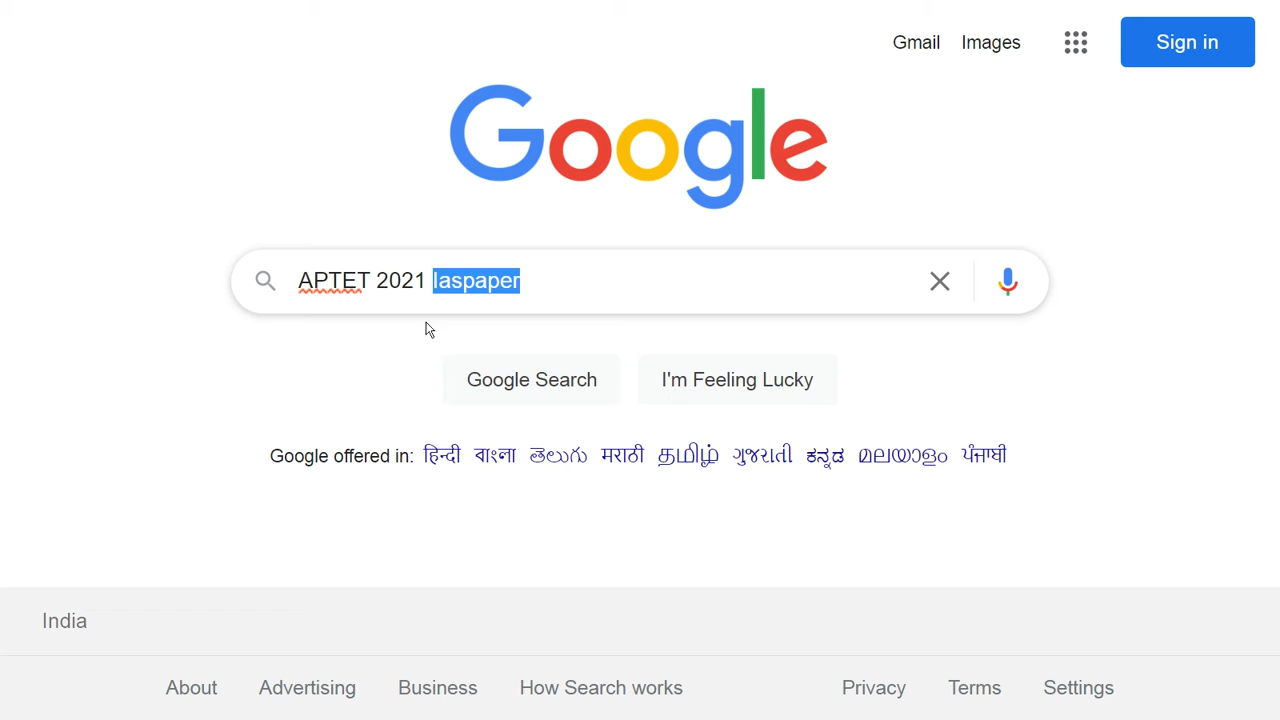 Gmail Images Sign in
Google
APTET 2021 laspaper
Google Search I'm Feeling Lucky
Google offered in: हिन्दी বাংলা తెలుగు मराठी தமிழ் ગુજરાતી ಕನ್ನಡ മലയാളം ਪੰਜਾਬੀ
India
About Advertising Business How Search works Privacy Terms Settings